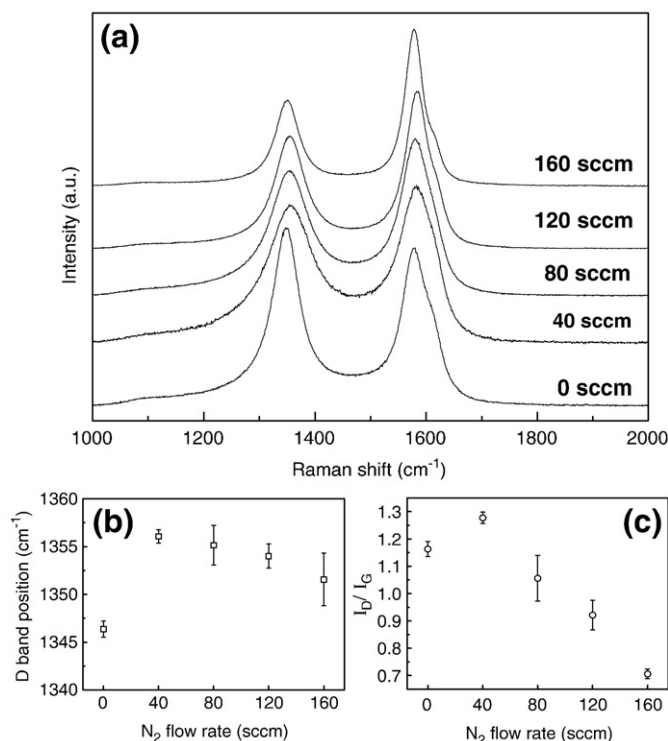 (a)
Intensity (a.u.)
160 sccm
120 sccm
80 sccm
40 sccm
0 sccm
1000 1200 1400 1600 1800 2000
Raman shift (cm⁻¹)
(b)
D band position (cm⁻¹)
1360
1355
1350
1345
1340
0 40 80 120 160
N₂ flow rate (sccm)
(c)
I_D/ I_G
1.3
1.2
1.1
1.0
0.9
0.8
0.7
0 40 80 120 160
N₂ flow rate (sccm)